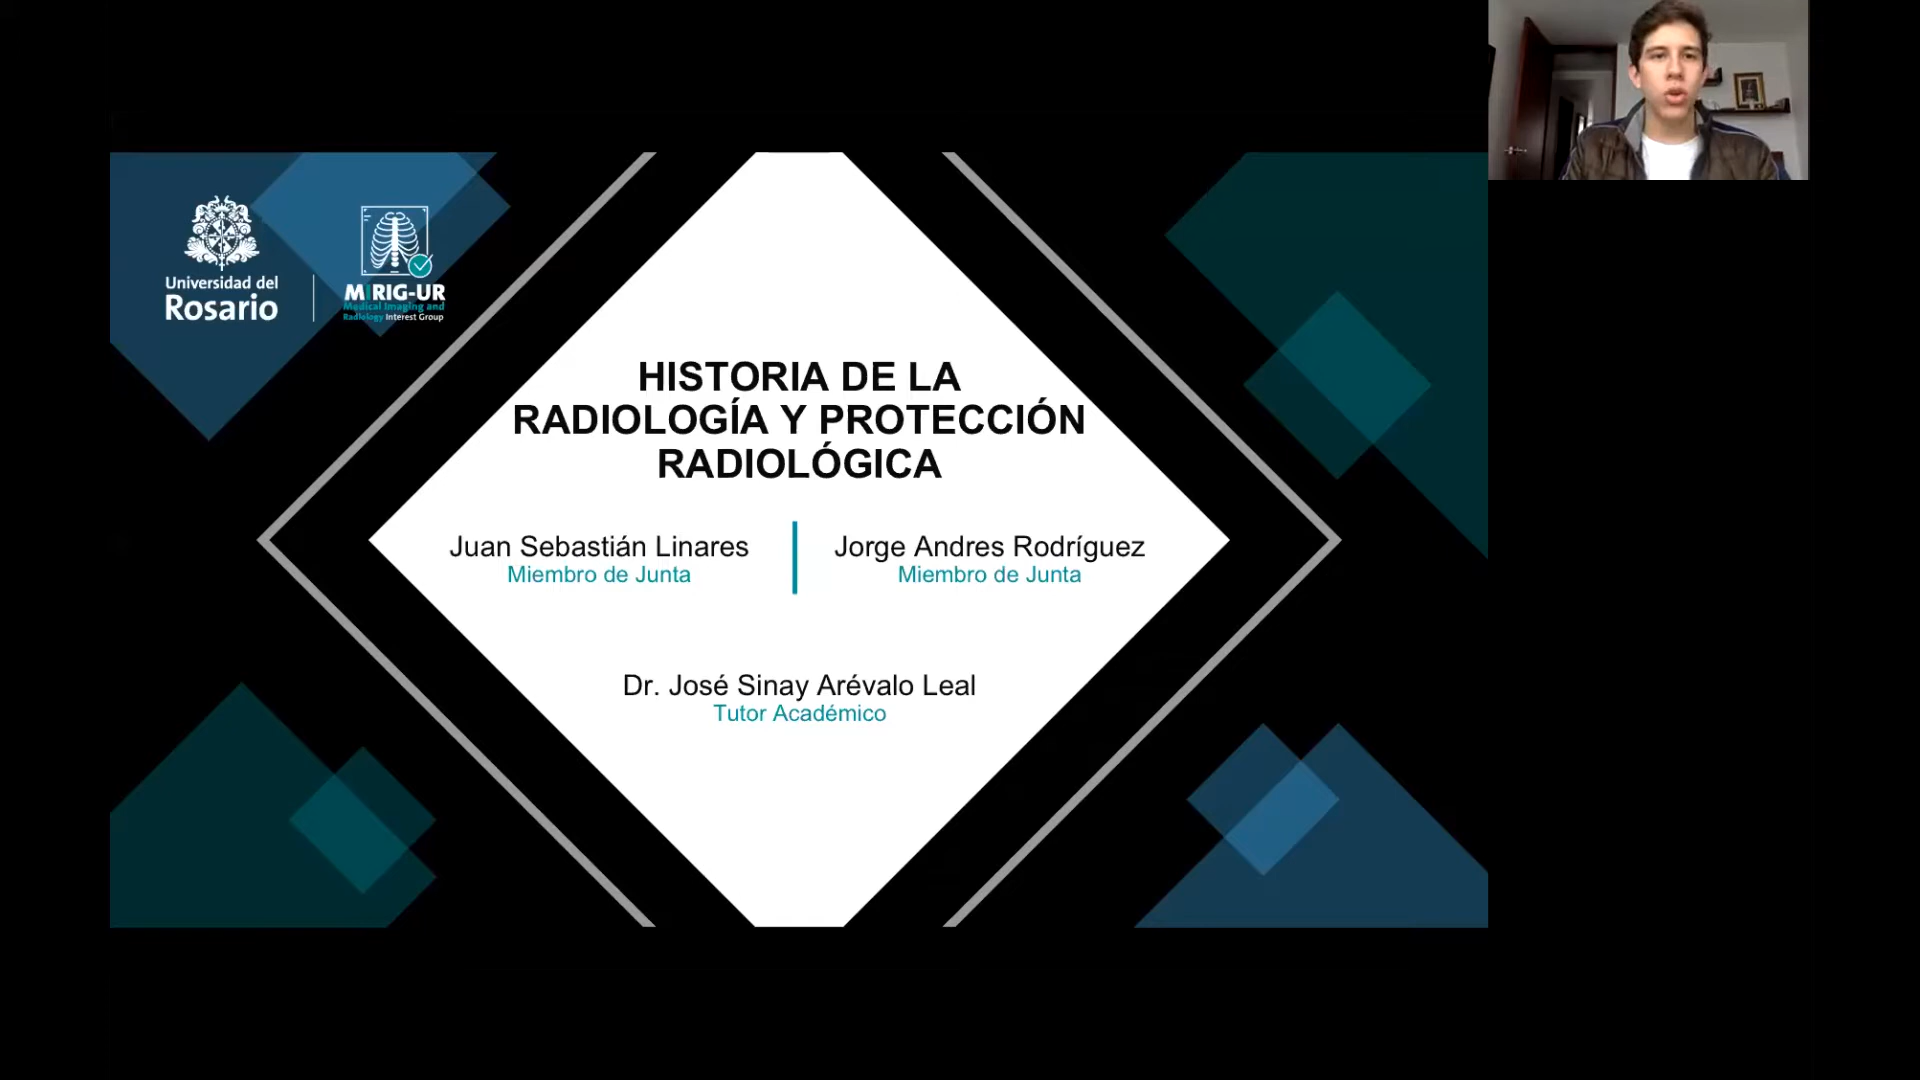 Universidad del
Rosario
MIRIG-UR
Medical Imaging and
Radiology Interest Group
HISTORIA DE LA
RADIOLOGÍA Y PROTECCIÓN
RADIOLÓGICA
Juan Sebastián Linares
Miembro de Junta
Jorge Andres Rodríguez
Miembro de Junta
Dr. José Sinay Arévalo Leal
Tutor Académico